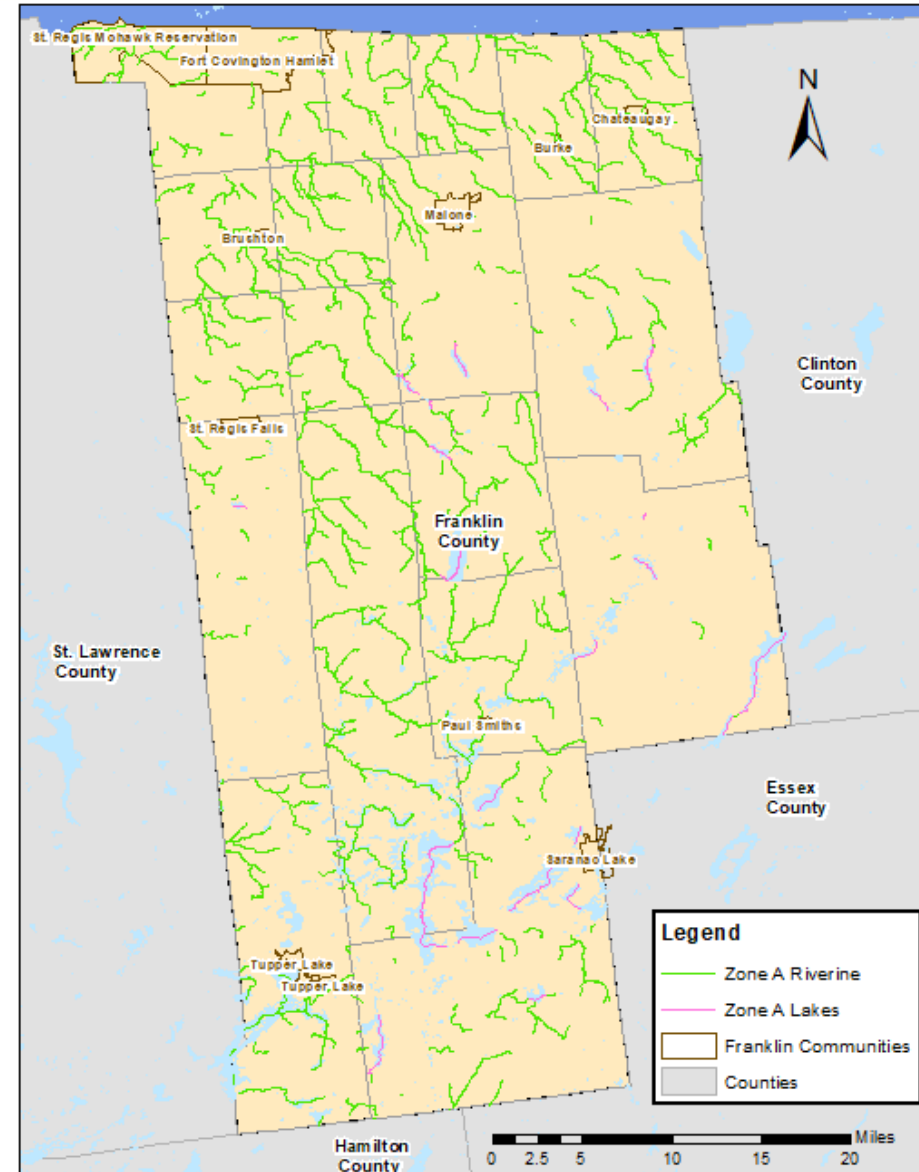 St. Regis Mohawk Reservation
Fort Covington Hamlet
N
Chateaugay
Burke
Malone
Brushton
Clinton
County
St. Regis Falls
Franklin
County
St. Lawrence
County
Paul Smiths
Essex
County
Saranac Lake
Legend
Zone A Riverine
Zone A Lakes
Franklin Communities
Counties
Tupper Lake
Tupper Lake
Hamilton
County
Miles
0 2.5 5 10 15 20